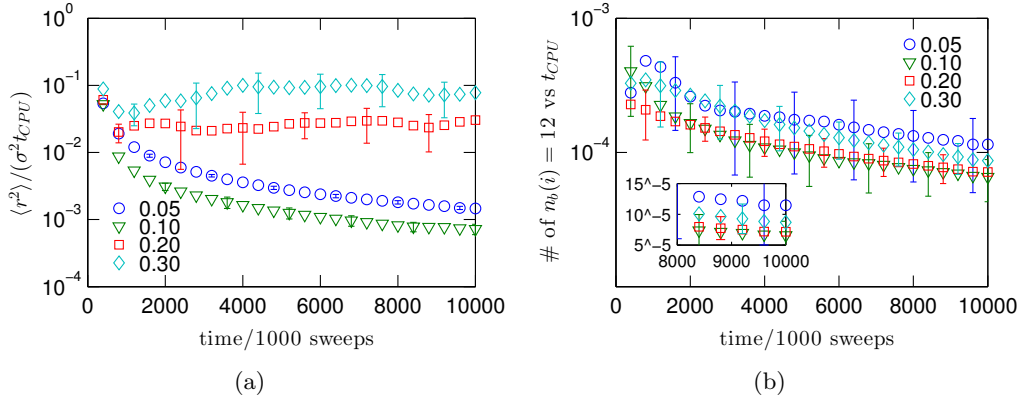 10^0
10^-1
10^-2
10^-3
10^-4
⟨r^2⟩/(σ^2 t_CPU)
0.05
0.10
0.20
0.30
0 2000 4000 6000 8000 10000
time/1000 sweeps
(a)
10^-3
10^-4
# of n_b(i) = 12 vs t_CPU
0.05
0.10
0.20
0.30
15^-5
10^-5
5^-5
8000 9000 10000
0 2000 4000 6000 8000 10000
time/1000 sweeps
(b)